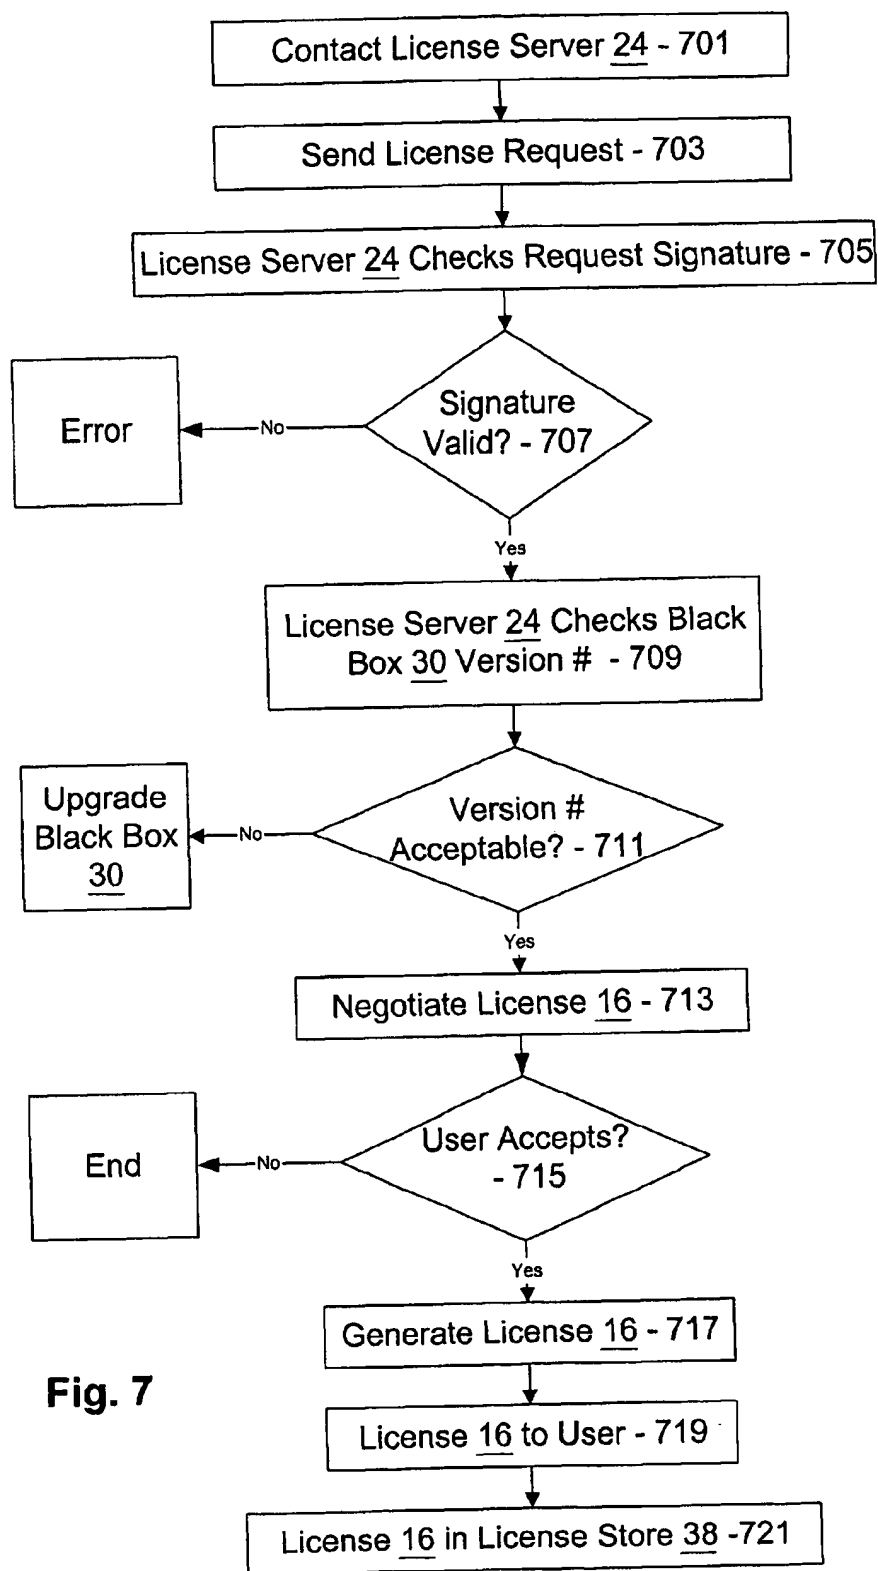 Contact License Server 24 - 701
Send License Request - 703
License Server 24 Checks Request Signature - 705
Signature
Valid? - 707
No
Error
Yes
License Server 24 Checks Black
Box 30 Version # - 709
Version #
Acceptable? - 711
No
Upgrade
Black Box
30
Yes
Negotiate License 16 - 713
User Accepts?
- 715
No
End
Yes
Generate License 16 - 717
Fig. 7
License 16 to User - 719
License 16 in License Store 38 -721